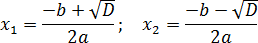 x₁ = (-b + √D) / 2a; x₂ = (-b - √D) / 2a